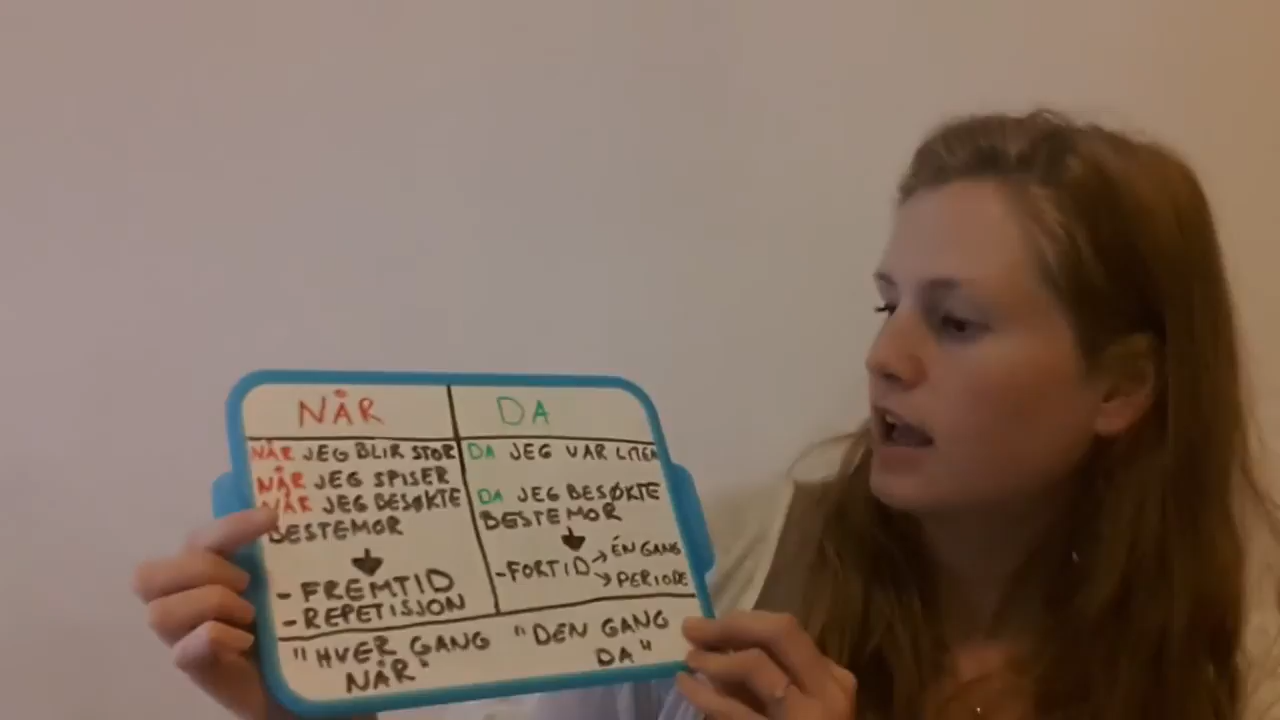 NÅR
NÅR JEG BLIR STOR
NÅR JEG SPISER
NÅR JEG BESØKTE
BESTEMOR
- FREMTID
- REPETISJON
"HVER GANG
NÅR"
DA
DA JEG VAR LITEN
DA JEG BESØKTE
BESTEMOR
- FORTID → ÉN GANG
→ PERIODE
"DEN GANG
DA"